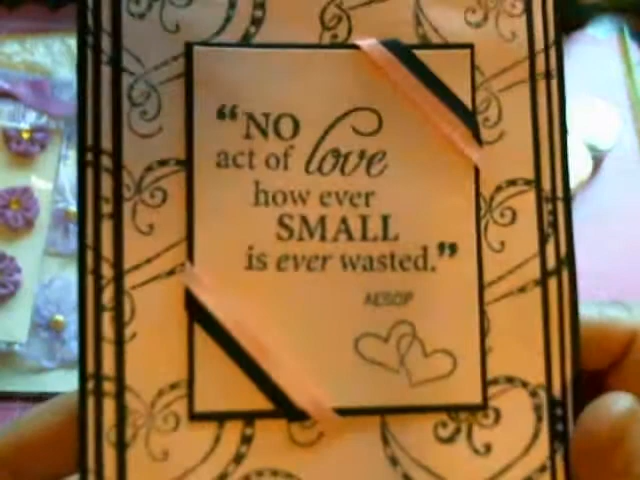 “NO
act of love
how ever
SMALL
is ever wasted.”
AESOP